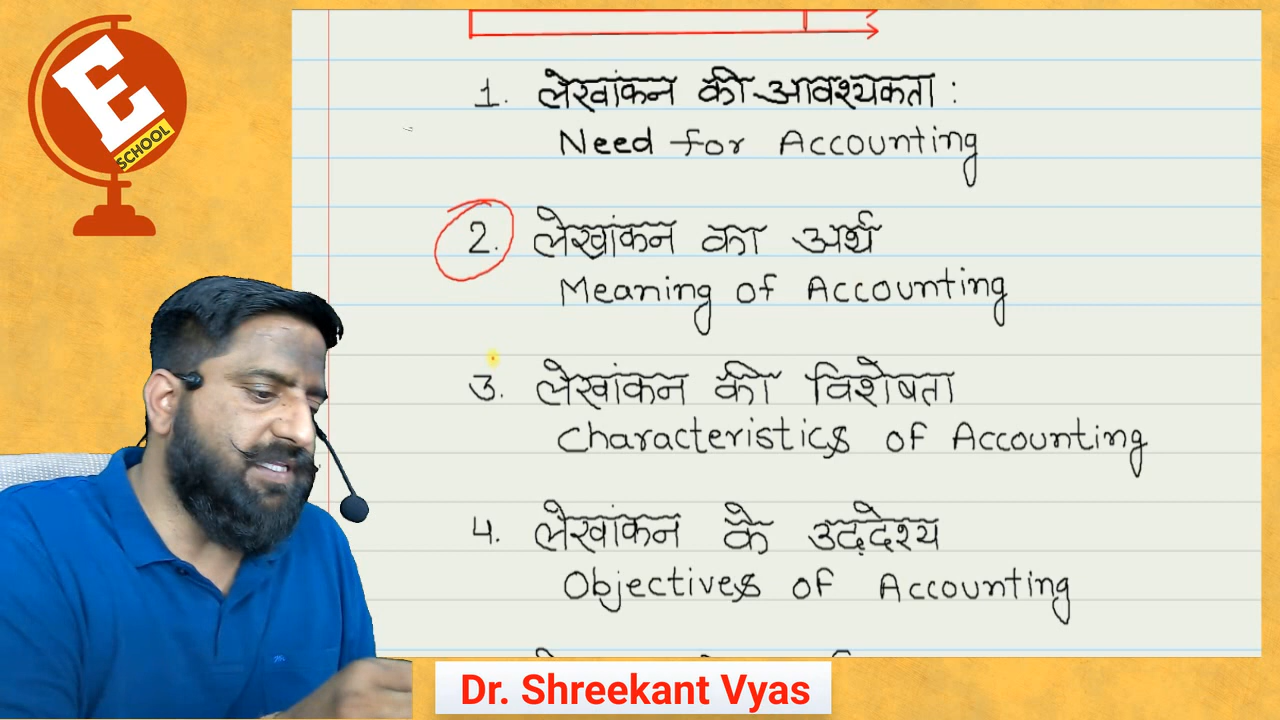 E
SCHOOL
1. लेखांकन की आवश्यकता :
Need for Accounting
2. लेखांकन का अर्थ
Meaning of Accounting
3. लेखांकन की विशेषता
Characteristics of Accounting
4. लेखांकन के उद्देश्य
Objectives of Accounting
Dr. Shreekant Vyas